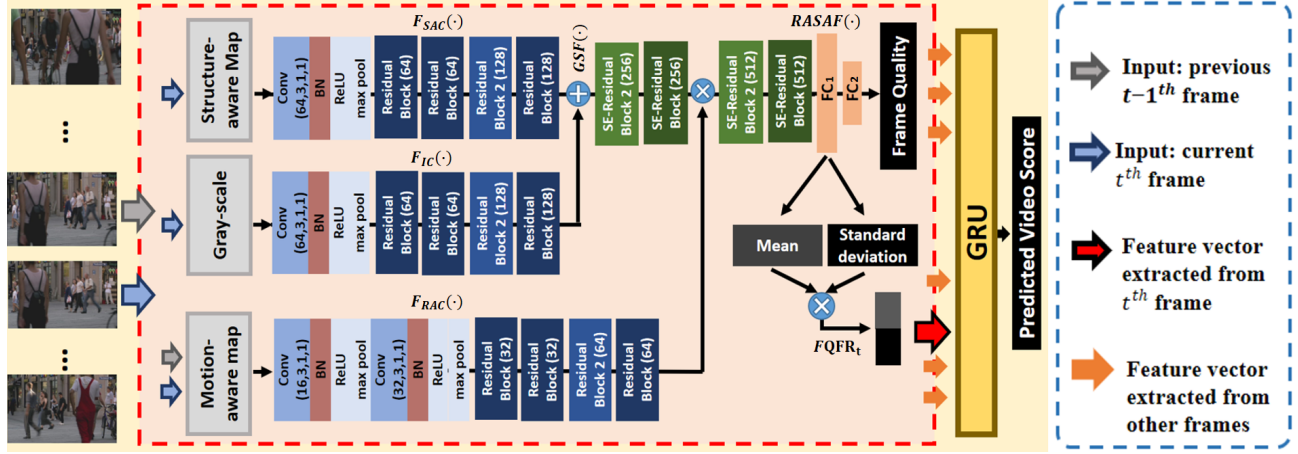 F_SAC(·)
Structure-
aware Map
Conv
(64,3,1,1)
BN
ReLU
max pool
Residual
Block (64)
Residual
Block (64)
Residual
Block 2 (128)
Residual
Block (128)
GSF(·)
+
SE-Residual
Block 2 (256)
SE-Residual
Block (256)
×
SE-Residual
Block 2 (512)
SE-Residual
Block (512)
RASAF(·)
FC₁
FC₂
Frame Quality
...
F_IC(·)
Gray-scale
Conv
(64,3,1,1)
BN
ReLU
max pool
Residual
Block (64)
Residual
Block (64)
Residual
Block 2 (128)
Residual
Block (128)
Mean
Standard
deviation
×
FQFRₜ
F_RAC(·)
...
Motion-
aware map
Conv
(16,3,1,1)
BN
ReLU
max pool
Conv
(32,3,1,1)
BN
ReLU
max pool
Residual
Block (32)
Residual
Block (32)
Residual
Block 2 (64)
Residual
Block (64)
GRU
Predicted Video Score
Input: previous
t−1ᵗʰ frame
Input: current
tᵗʰ frame
Feature vector
extracted from
tᵗʰ frame
Feature vector
extracted from
other frames